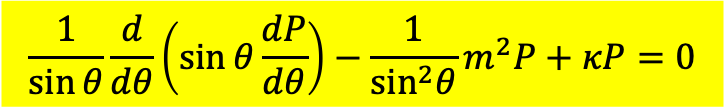 1/sin θ d/dθ (sin θ dP/dθ.) − 1/sin²θ m²P + κP = 0